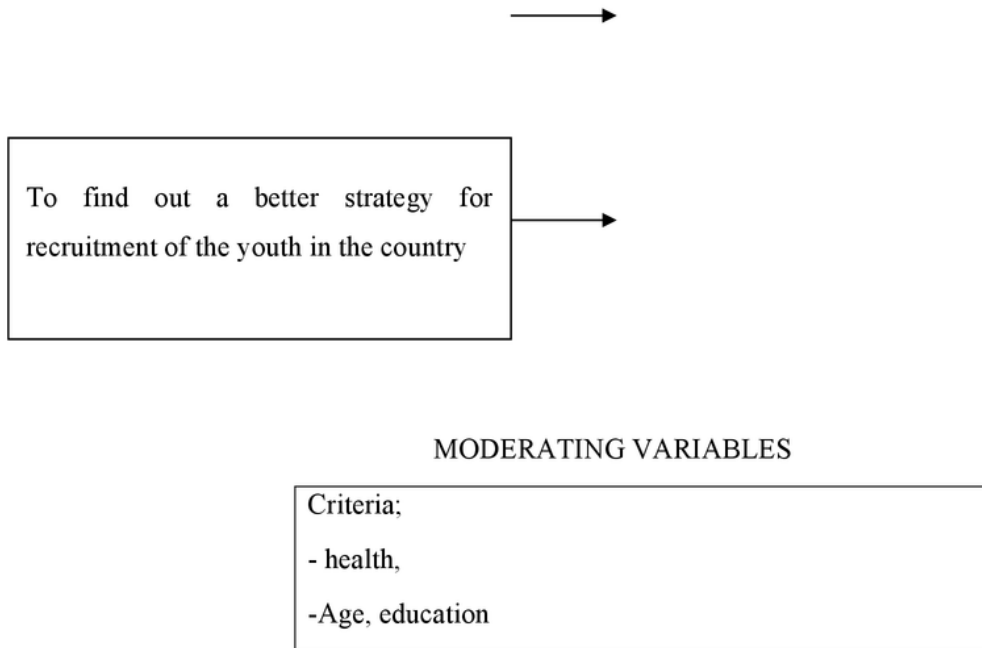 To find out a better strategy for
recruitment of the youth in the country
MODERATING VARIABLES
Criteria;
- health,
-Age, education